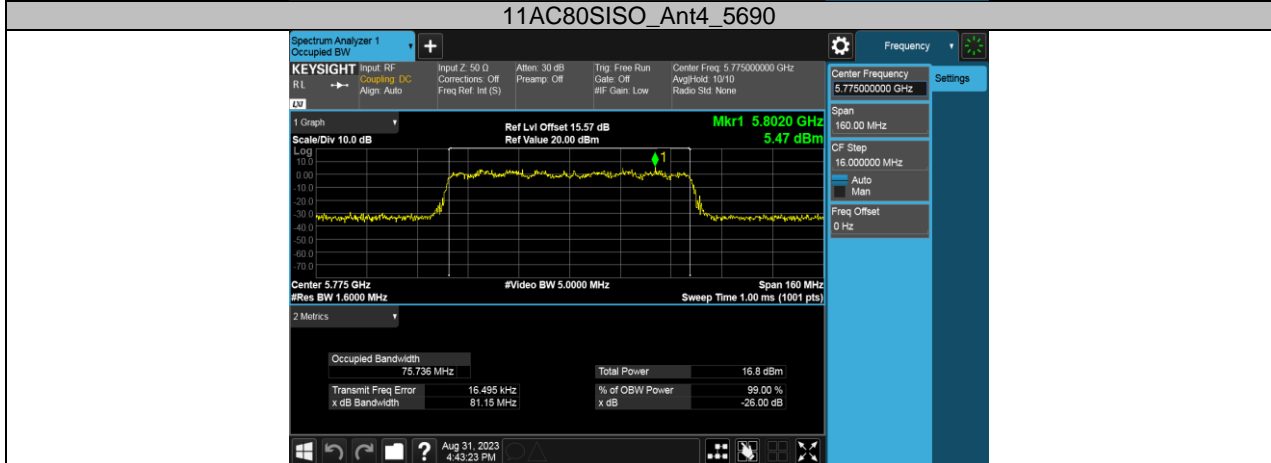 11AC80SISO_Ant4_5690
Spectrum Analyzer 1
Occupied BW
+
Frequency
KEYSIGHT
RL
Input: RF
Coupling: DC
Align: Auto
Input Z: 50 Ω
Corrections: Off
Freq Ref: Int (S)
Atten: 30 dB
Preamp: Off
Trig: Free Run
Gate: Off
#IF Gain: Low
Center Freq: 5.775000000 GHz
Avg|Hold: 10/10
Radio Std: None
LXI
Center Frequency
5.775000000 GHz
Settings
Span
160.00 MHz
CF Step
16.000000 MHz
Auto
Man
Freq Offset
0 Hz
1 Graph
Scale/Div 10.0 dB
Ref Lvl Offset 15.57 dB
Ref Value 20.00 dBm
Mkr1 5.8020 GHz
5.47 dBm
Log
10.0
0.00
-10.0
-20.0
-30.0
-40.0
-50.0
-60.0
-70.0
1
Center 5.775 GHz
#Res BW 1.6000 MHz
#Video BW 5.0000 MHz
Span 160 MHz
Sweep Time 1.00 ms (1001 pts)
2 Metrics
Occupied Bandwidth
75.736 MHz
Transmit Freq Error 16.495 kHz
x dB Bandwidth 81.15 MHz
Total Power 16.8 dBm
% of OBW Power 99.00 %
x dB -26.00 dB
?
Aug 31, 2023
4:43:23 PM